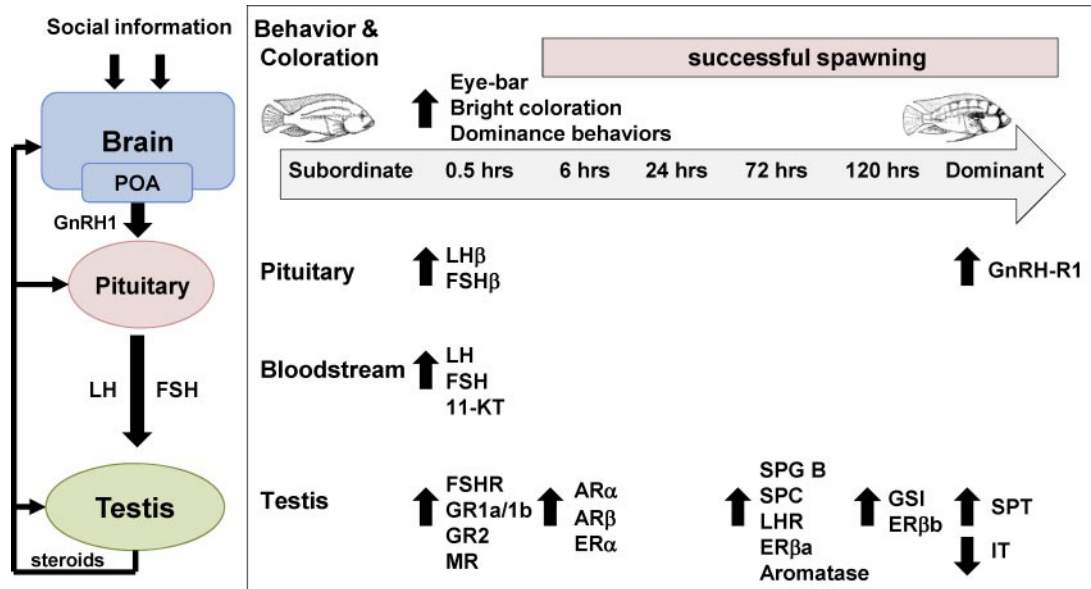 Social information
Brain
POA
GnRH1
Pituitary
LH FSH
Testis
steroids
Behavior &
Coloration
successful spawning
Eye-bar
Bright coloration
Dominance behaviors
Subordinate 0.5 hrs 6 hrs 24 hrs 72 hrs 120 hrs Dominant
Pituitary
LHβ
FSHβ
GnRH-R1
Bloodstream
LH
FSH
11-KT
Testis
FSHR
GR1a/1b
GR2
MR
ARα
ARβ
ERα
SPG B
SPC
LHR
ERβa
Aromatase
GSI
ERβb
SPT
IT